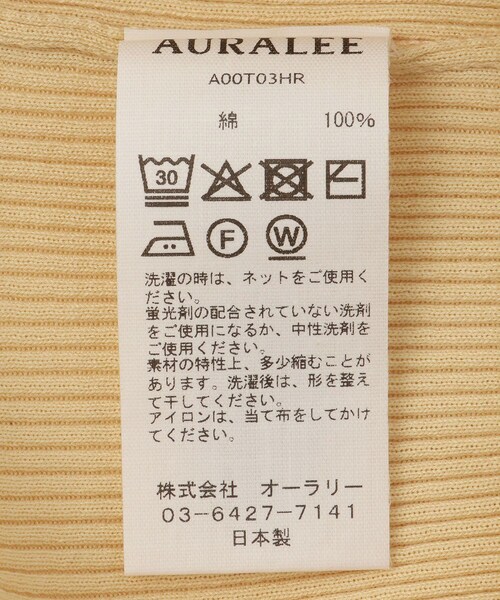 AURALEE
A00T03HR
綿 100%
30
F W
洗濯の時は、ネットをご使用く
ださい。
蛍光剤の配合されていない洗剤
をご使用になるか、中性洗剤を
ご使用ください。
素材の特性上、多少縮むことが
あります。洗濯後は、形を整え
て干してください。
アイロンは、当て布をしてかけ
てください。
株式会社 オーラリー
03-6427-7141
日本製